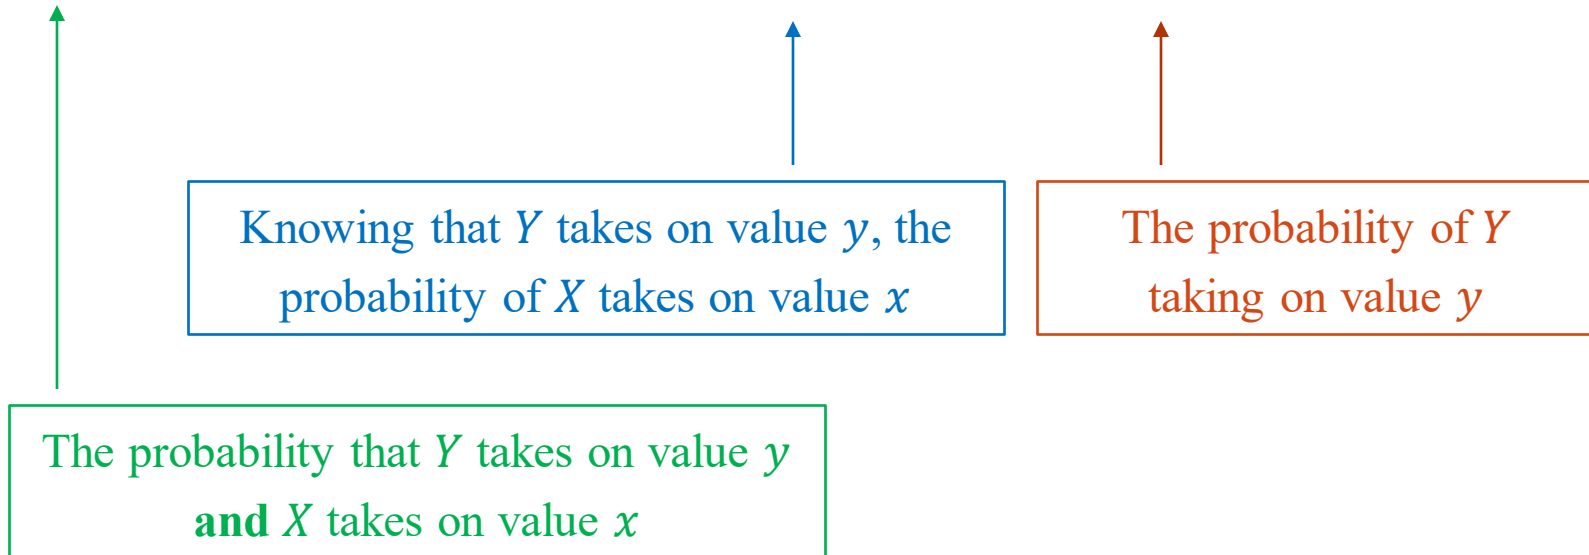 Knowing that Y takes on value y, the
probability of X takes on value x
The probability of Y
taking on value y
The probability that Y takes on value y
and X takes on value x